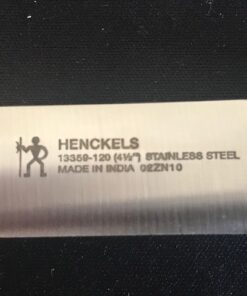 HENCKELS
13359-120 (4½") STAINLESS STEEL
MADE IN INDIA 02ZN10